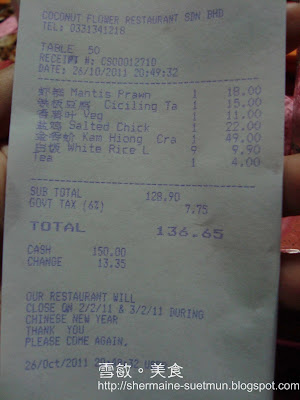 COCONUT FLOWER RESTAURANT SDN BHD
TEL: 0331341218
TABLE 50
RECEIPT #: CS00012710
DATE: 26/10/2011 20:49:32
Mantis Prawn 1 18.00
Ciciling Ta 1 15.00
Veg 1 11.00
Salted Chick 1 22.00
Kam Hiong Cra 1 49.00
白饭 White Rice L 9 9.90
Tea 1 4.00
SUB TOTAL 128.90
GOVT TAX (6%) 7.75
TOTAL 136.65
CASH 150.00
CHANGE 13.35
OUR RESTAURANT WILL
CLOSE ON 2/2/11 & 3/2/11 DURING
CHINESE NEW YEAR
THANK YOU
PLEASE COME AGAIN.
26/Oct/2011
雪敏。美食
http://shermaine-suetmun.blogspot.com